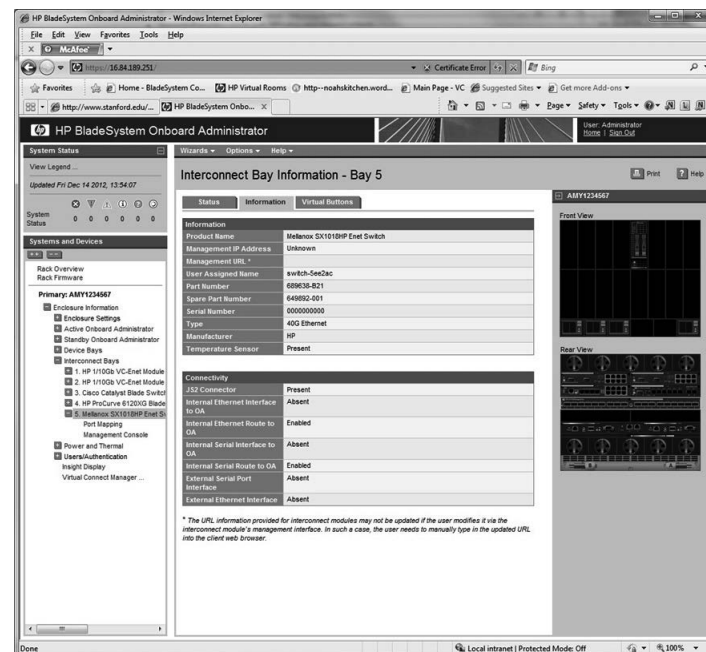 HP BladeSystem Onboard Administrator - Windows Internet Explorer
File Edit View Favorites Tools Help
X McAfee
https://16.84.189.251/ Certificate Error Bing
Favorites Home - BladeSystem Co... HP Virtual Rooms http--noahskitchen.word... Main Page - VC Suggested Sites Get more Add-ons
http://www.stanford.edu/... HP BladeSystem Onbo... X Page Safety Tools
HP BladeSystem Onboard Administrator
User: Administrator
Home | Sign Out
System Status
Wizards Options Help
View Legend ...
Updated Fri Dec 14 2012, 13:54:07
System Status 0 0 0 0 0 0
Systems and Devices
Rack Overview
Rack Firmware
Primary: AMY1234567
Enclosure Information
Enclosure Settings
Active Onboard Administrator
Standby Onboard Administrator
Device Bays
Interconnect Bays
1. HP 1/10Gb VC-Enet Module
2. HP 1/10Gb VC-Enet Module
3. Cisco Catalyst Blade Switch
4. HP ProCurve 6120XG Blade
5. Mellanox SX1018HP Enet Sw
Port Mapping
Management Console
Power and Thermal
Users/Authentication
Insight Display
Virtual Connect Manager ...
Interconnect Bay Information - Bay 5
Print Help
Status Information Virtual Buttons
Information
Product Name Mellanox SX1018HP Enet Switch
Management IP Address Unknown
Management URL *
User Assigned Name switch-5ee2ac
Part Number 689638-B21
Spare Part Number 649892-001
Serial Number 0000000000
Type 40G Ethernet
Manufacturer HP
Temperature Sensor Present
Connectivity
JS2 Connector Present
Internal Ethernet Interface to OA Absent
Internal Ethernet Route to OA Enabled
Internal Serial Interface to OA Absent
Internal Serial Route to OA Enabled
External Serial Port Interface Absent
External Ethernet Interface Absent
* The URL information provided for interconnect modules may not be updated if the user modifies it via the
interconnect module's management interface. In such a case, the user needs to manually type in the updated URL
into the client web browser.
AMY1234567
Front View
Rear View
Done Local intranet | Protected Mode: Off 100%